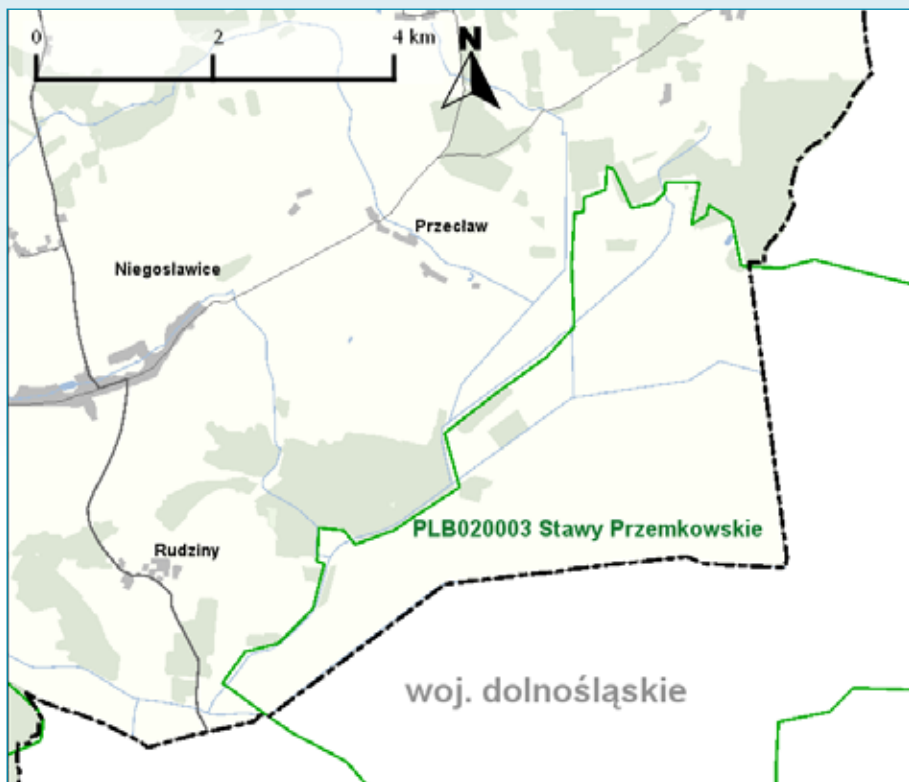 0 2 4 km
N
Przecław
Niegosławice
PLB020003 Stawy Przemkowskie
Rudziny
woj. dolnośląskie